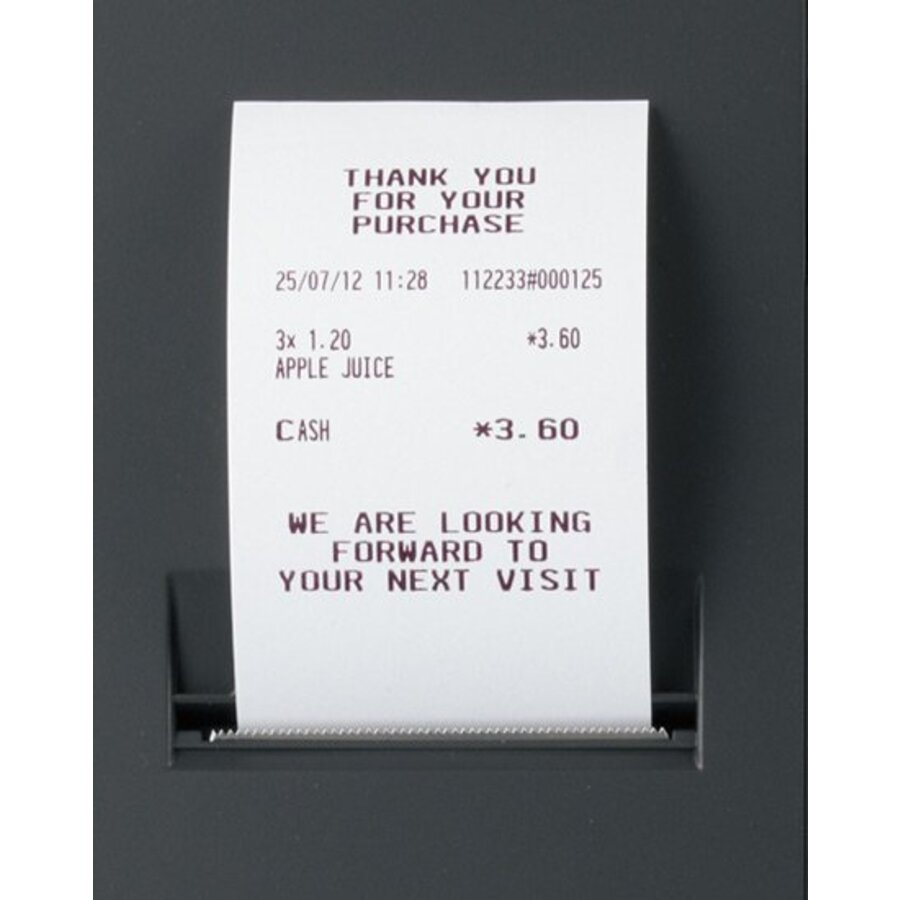 THANK YOU
FOR YOUR
PURCHASE
25/07/12 11:28 112233#000125
3x 1.20 *3.60
APPLE JUICE
CASH *3.60
WE ARE LOOKING
FORWARD TO
YOUR NEXT VISIT